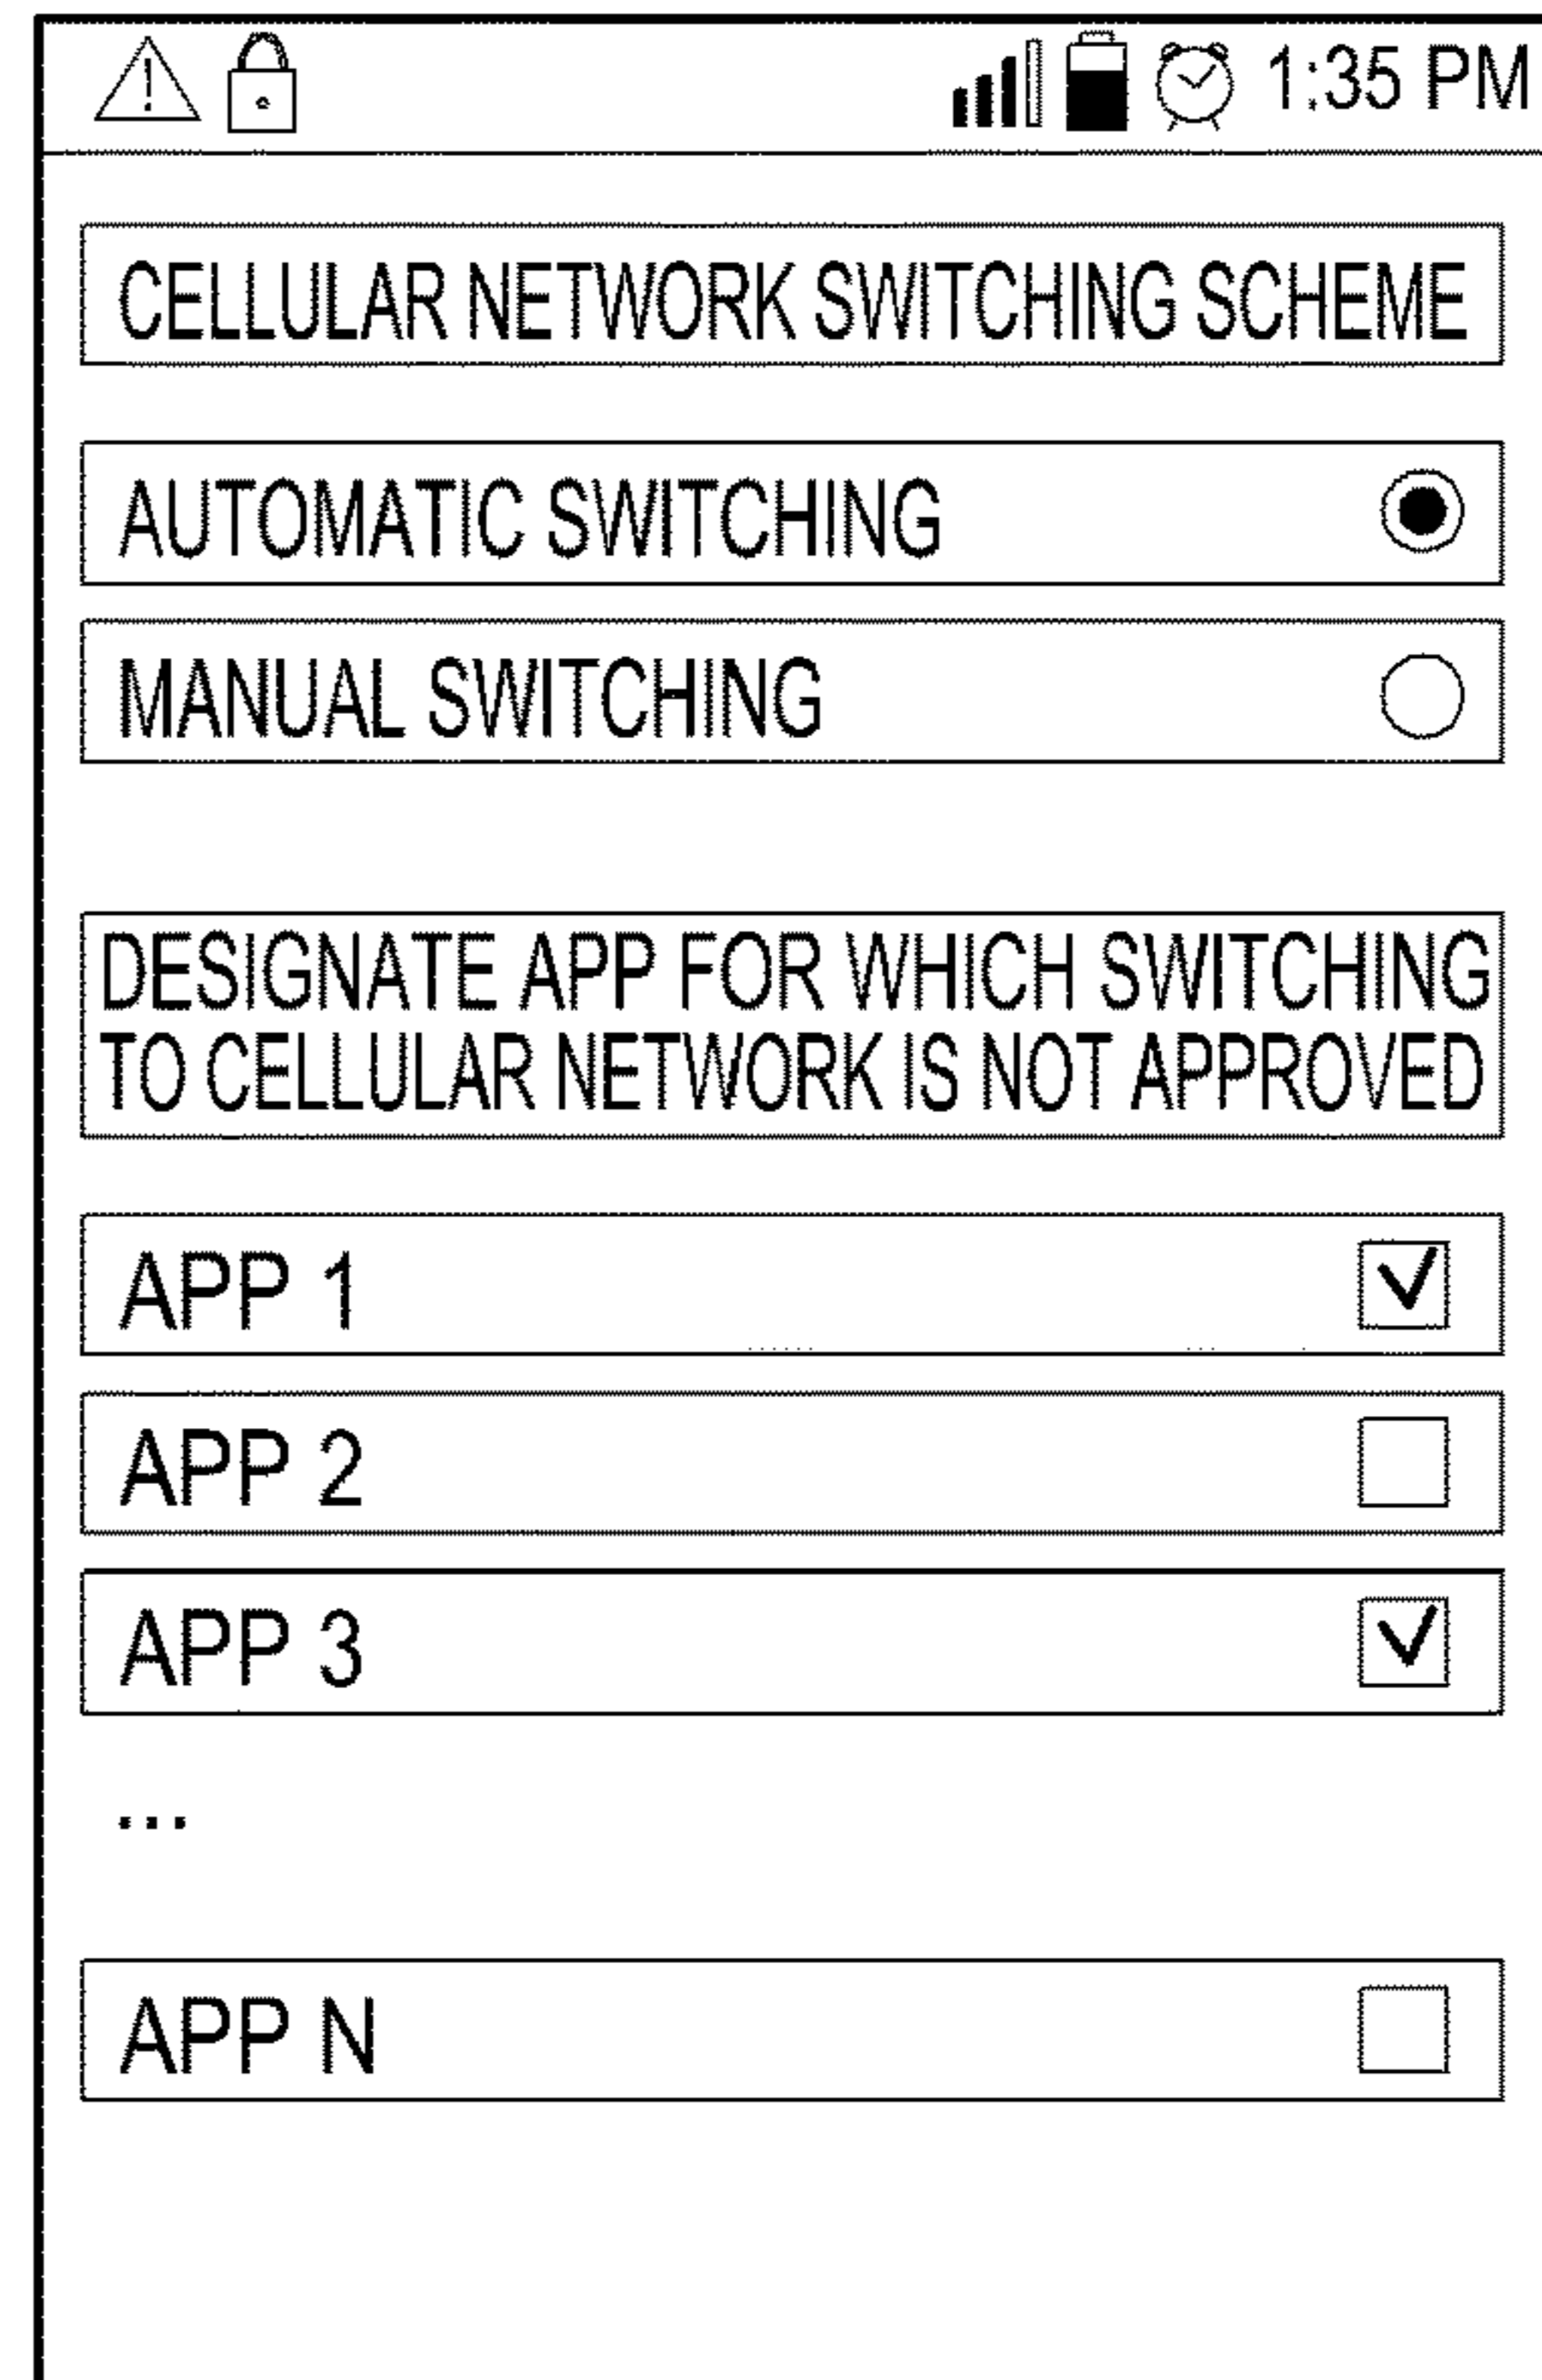 1:35 PM
CELLULAR NETWORK SWITCHING SCHEME
AUTOMATIC SWITCHING
MANUAL SWITCHING
DESIGNATE APP FOR WHICH SWITCHING
TO CELLULAR NETWORK IS NOT APPROVED
APP 1
APP 2
APP 3
...
APP N